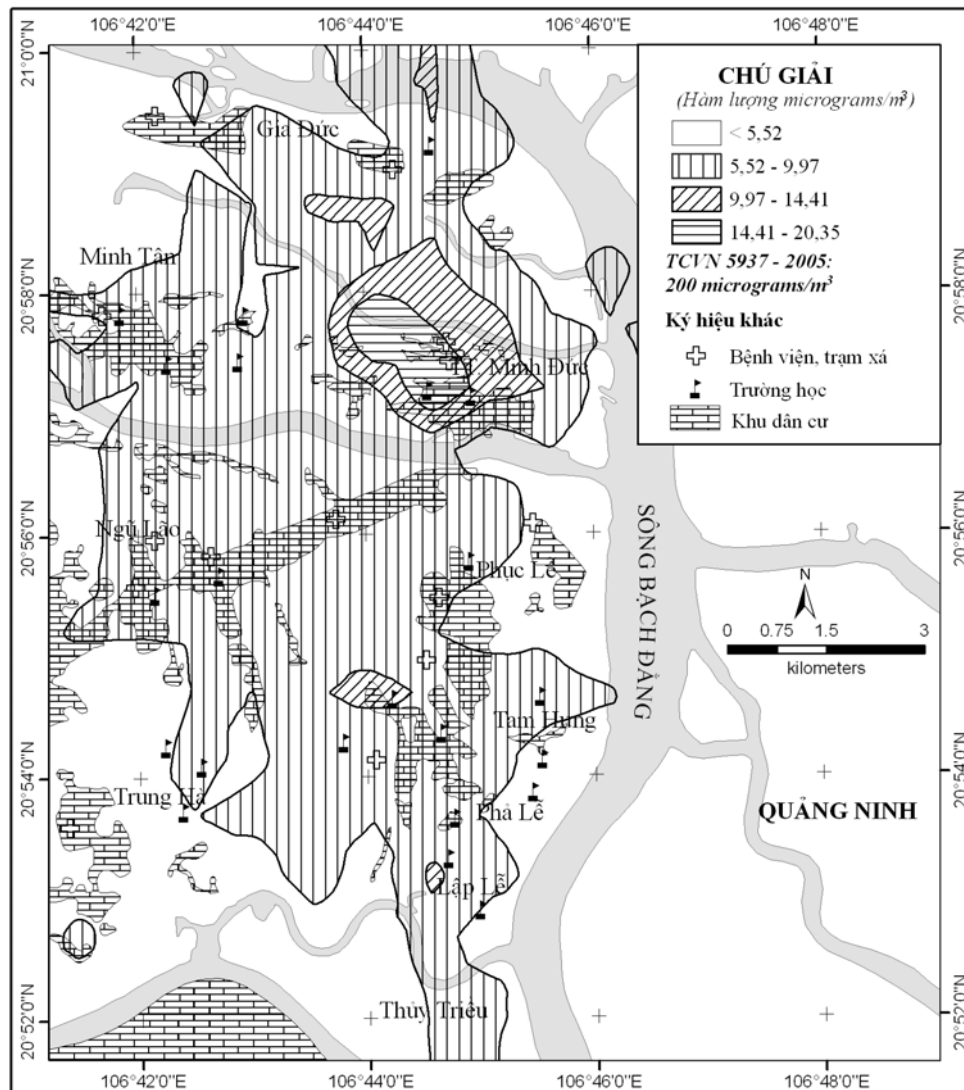 106°42'0"E
106°44'0"E
106°46'0"E
106°48'0"E
21°0'0"N
21°0'0"N
CHÚ GIẢI
(Hàm lượng micrograms/m³)
< 5,52
5,52 - 9,97
9,97 - 14,41
14,41 - 20,35
TCVN 5937 - 2005:
200 micrograms/m³
Ký hiệu khác
Bệnh viện, trạm xá
Trường học
Khu dân cư
Gia Đức
Minh Tân
20°58'0"N
20°58'0"N
TT. Minh Đức
20°56'0"N
20°56'0"N
Ngũ Lão
Phục Lễ
SÔNG BẠCH ĐẰNG
N
0 0.75 1.5 3
kilometers
Tam Hưng
20°54'0"N
20°54'0"N
Trung Hà
Phả Lễ
QUẢNG NINH
Lập Lễ
Thủy Triều
20°52'0"N
20°52'0"N
106°42'0"E
106°44'0"E
106°46'0"E
106°48'0"E